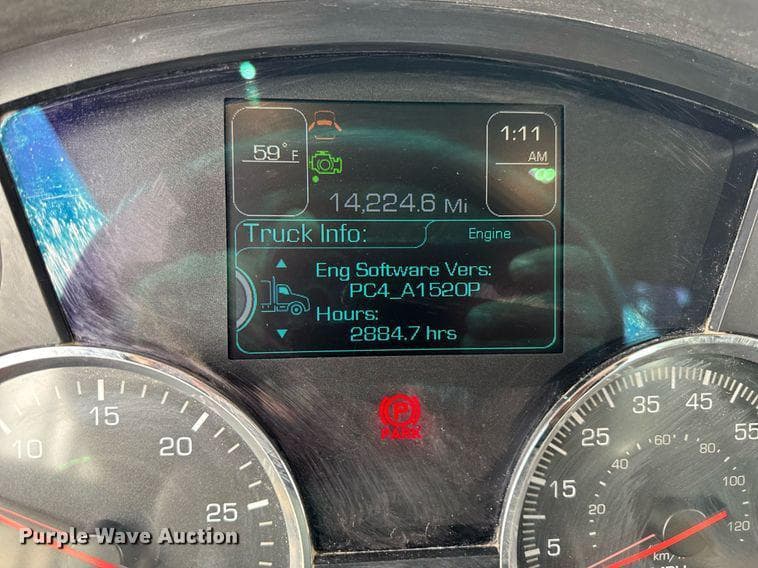 59°F
1:11
AM
14,224.6 Mi
Truck Info:
Engine
Eng Software Vers:
PC4_A1520P
Hours:
2884.7 hrs
P
PARK
10
15
20
25
5
15
25
35
45
55
20
40
60
80
100
120
km/h
Purple Wave Auction